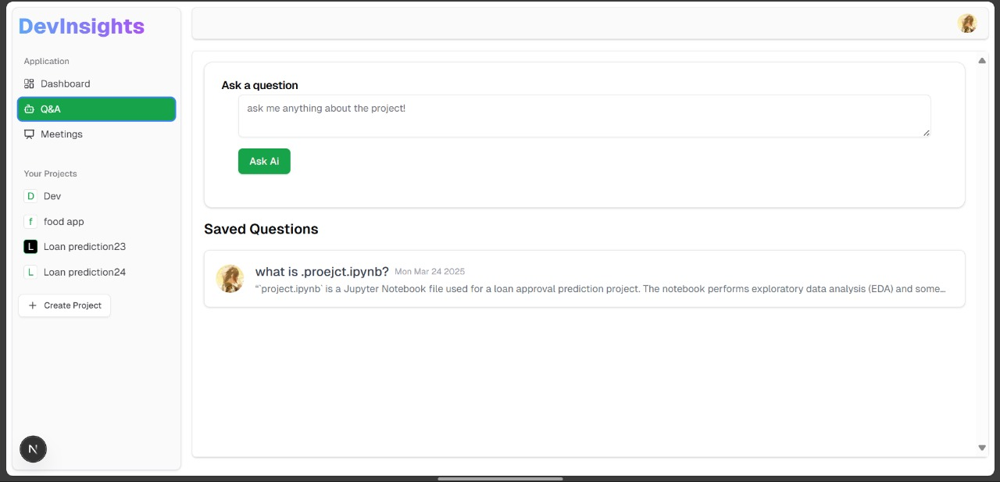 DevInsights
Application
Dashboard
Q&A
Meetings
Your Projects
D Dev
f food app
L Loan prediction23
L Loan prediction24
+ Create Project
N
Ask a question
ask me anything about the project!
Ask Ai
Saved Questions
what is .proejct.ipynb? Mon Mar 24 2025
"`project.ipynb` is a Jupyter Notebook file used for a loan approval prediction project. The notebook performs exploratory data analysis (EDA) and some...